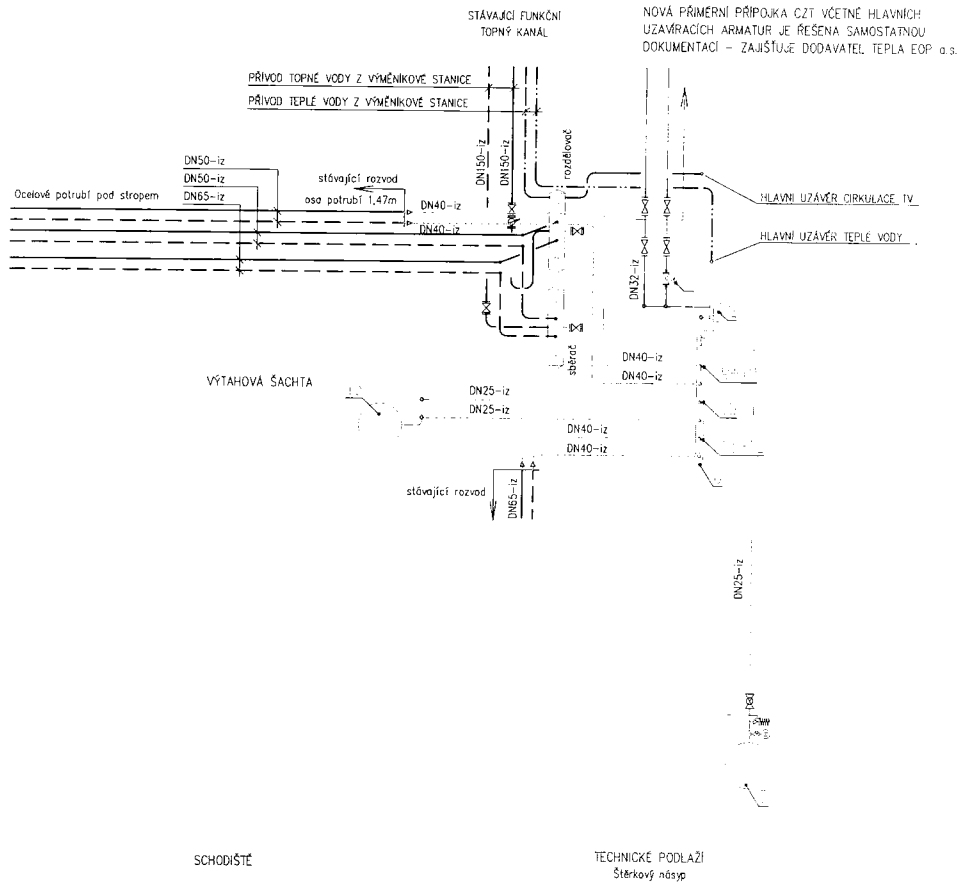 STÁVAJÍCÍ FUNKČNÍ
TOPNÝ KANÁL
NOVÁ PŘIMĚRNÍ PŘÍPOJKA CZT VČETNĚ HLAVNÍCH
UZAVÍRACÍCH ARMATUR JE ŘEŠENA SAMOSTATNOU
DOKUMENTACÍ – ZAJIŠŤUJE DODAVATEL TEPLA EOP a.s.
PŘÍVOD TOPNÉ VODY Z VÝMĚNÍKOVÉ STANICE
PŘÍVOD TEPLÉ VODY Z VÝMĚNÍKOVÉ STANICE
DN150-iz
DN150-iz
rozdělovač
DN50-iz
DN50-iz
DN65-iz
Ocelové potrubí pod stropem
stávající rozvod
osa potrubí 1,47m
DN40-iz
DN40-iz
HLAVNÍ UZÁVĚR CIRKULACE TV
HLAVNÍ UZÁVĚR TEPLÉ VODY
DN32-iz
sběrač
DN40-iz
DN40-iz
VÝTAHOVÁ ŠACHTA
DN25-iz
DN25-iz
DN40-iz
DN40-iz
stávající rozvod
DN65-iz
DN25-iz
SCHODIŠTĚ
TECHNICKÉ PODLAŽÍ
Štěrkový násyp